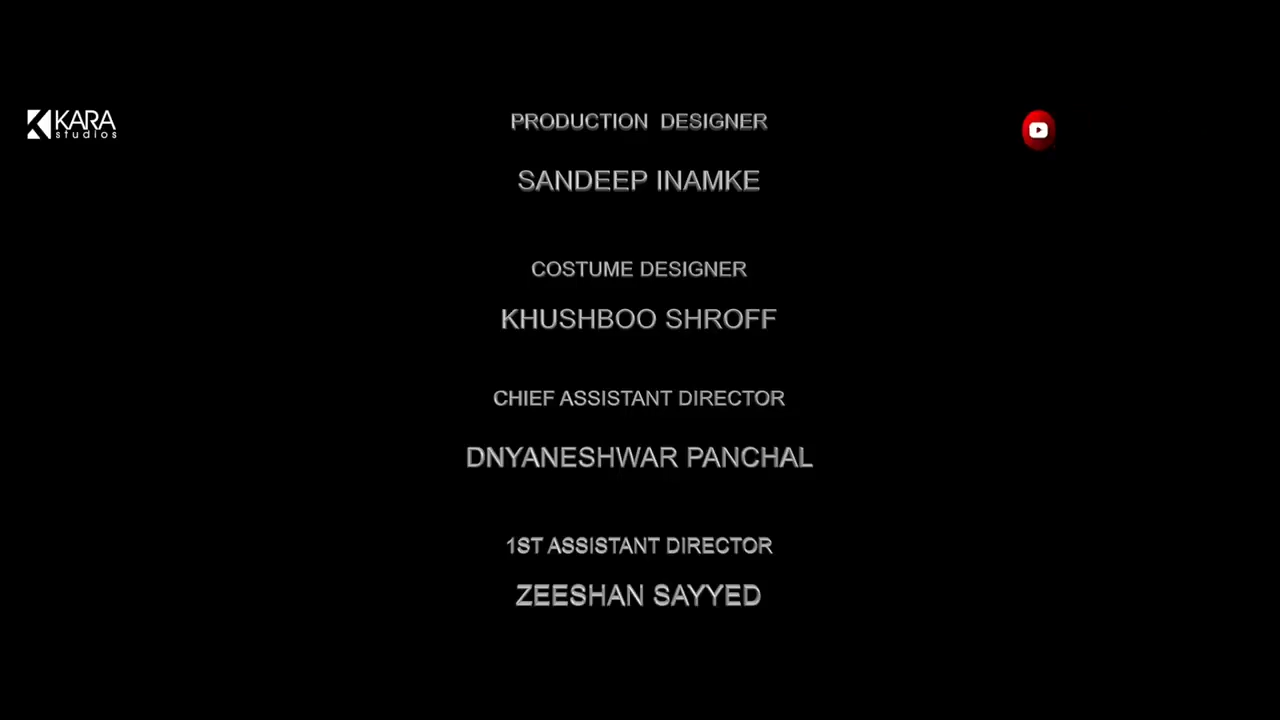 KARA
studios
PRODUCTION DESIGNER
SANDEEP INAMKE
COSTUME DESIGNER
KHUSHBOO SHROFF
CHIEF ASSISTANT DIRECTOR
DNYANESHWAR PANCHAL
1ST ASSISTANT DIRECTOR
ZEESHAN SAYYED